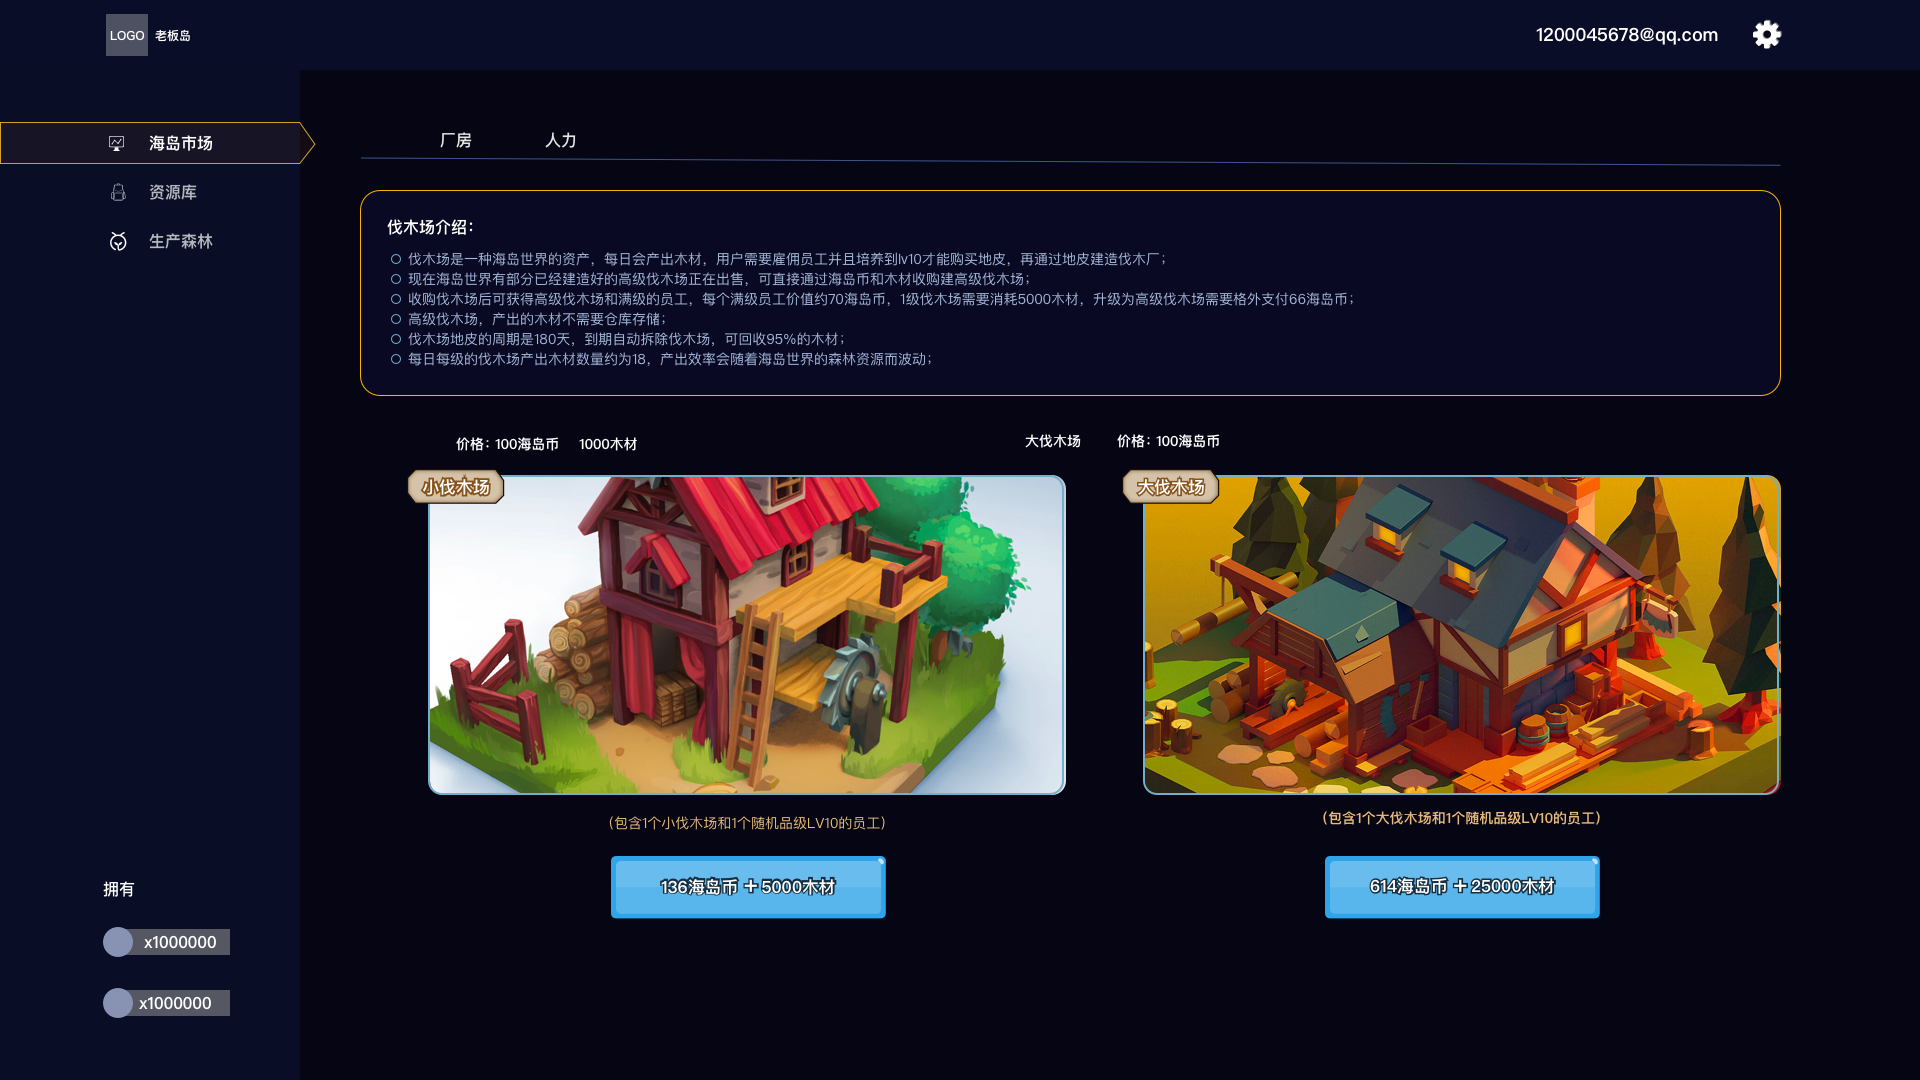 LOGO 老板岛
1200045678@qq.com
海岛市场
资源库
生产森林
厂房 人力
伐木场介绍：
伐木场是一种海岛世界的资产，每日会产出木材，用户需要雇佣员工并且培养到lv10才能购买地皮，再通过地皮建造伐木厂；
现在海岛世界有部分已经建造好的高级伐木场正在出售，可直接通过海岛币和木材收购建高级伐木场；
收购伐木场后可获得高级伐木场和满级的员工，每个满级员工价值约70海岛币，1级伐木场需要消耗5000木材，升级为高级伐木场需要格外支付66海岛币；
高级伐木场，产出的木材不需要仓库存储；
伐木场地皮的周期是180天，到期自动拆除伐木场，可回收95%的木材；
每日每级的伐木场产出木材数量约为18，产出效率会随着海岛世界的森林资源而波动；
价格：100海岛币 1000木材
大伐木场 价格：100海岛币
小伐木场
大伐木场
（包含1个小伐木场和1个随机品级LV10的员工）
（包含1个大伐木场和1个随机品级LV10的员工）
136海岛币 + 5000木材
614海岛币 + 25000木材
拥有
x1000000
x1000000